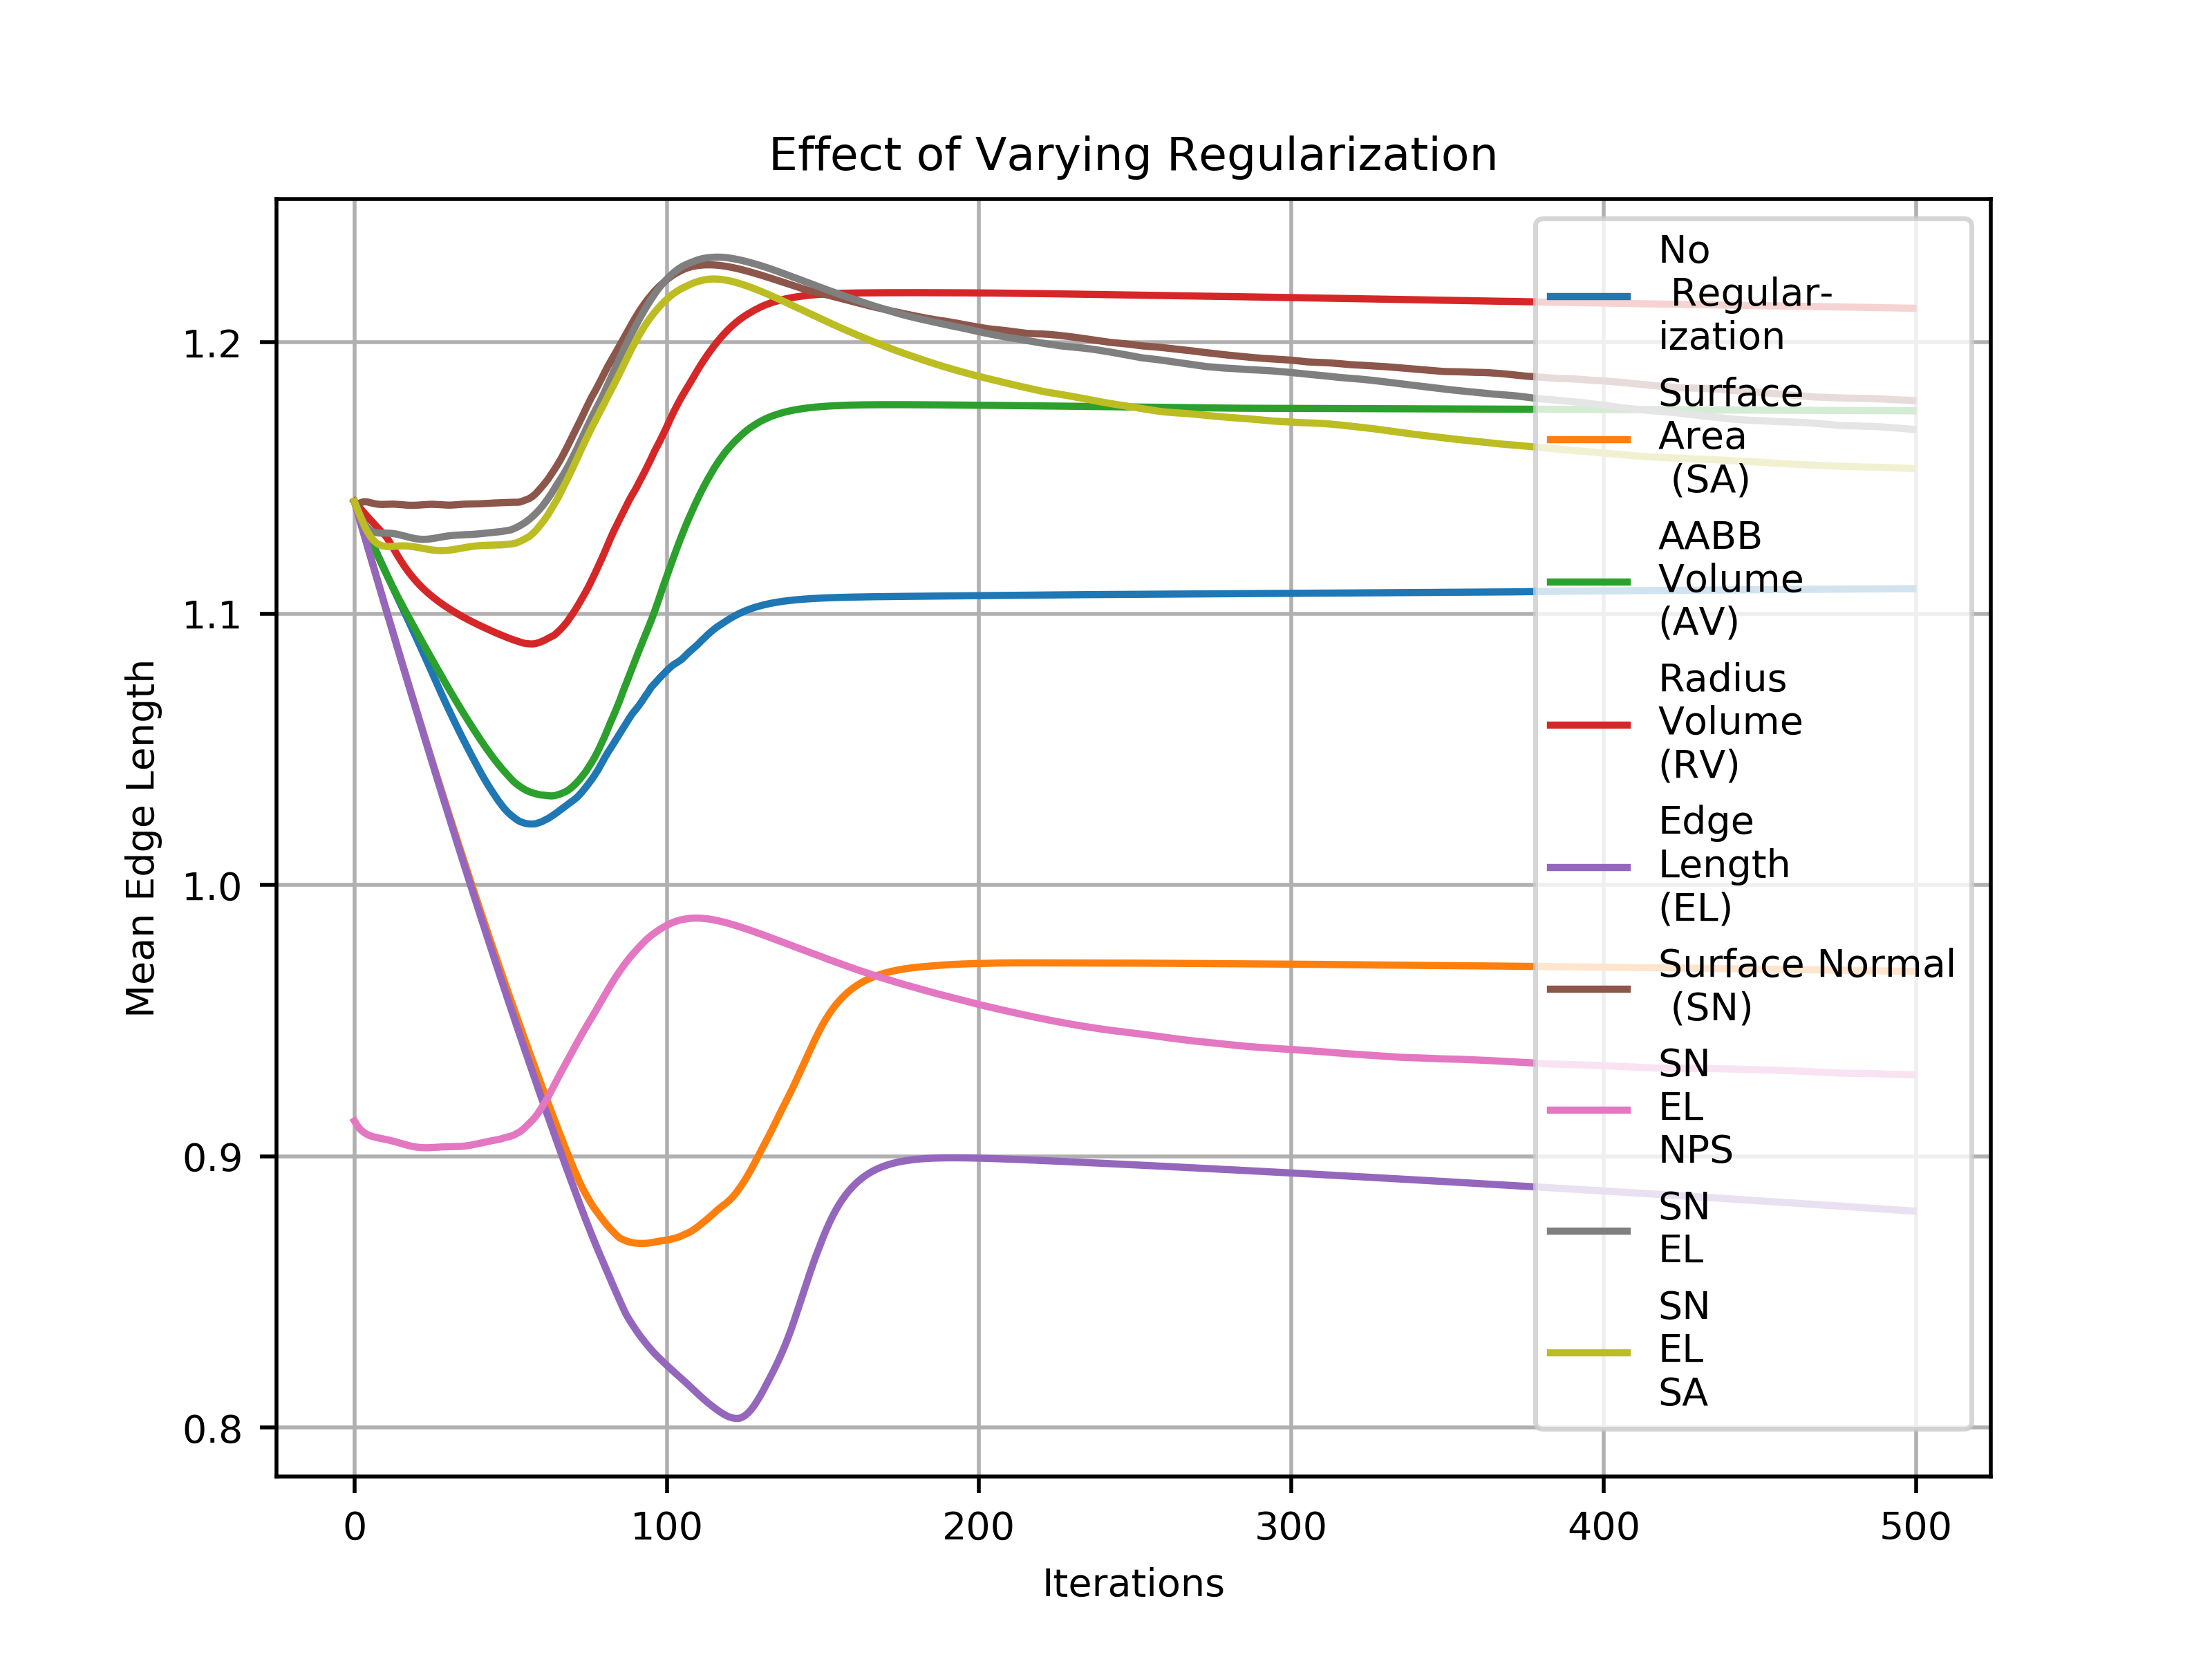 Effect of Varying Regularization
Mean Edge Length
1.2
1.1
1.0
0.9
0.8
0
100
200
300
400
500
Iterations
No
Regular-
ization
Surface
Area
(SA)
AABB
Volume
(AV)
Radius
Volume
(RV)
Edge
Length
(EL)
Surface Normal
(SN)
SN
EL
NPS
SN
EL
SN
EL
SA